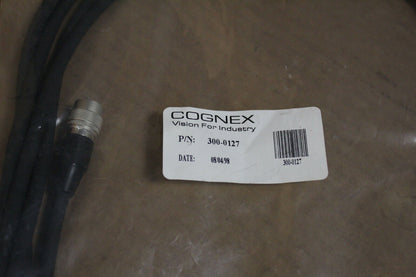 COGNEX
Vision For Industry
P/N: 300-0127
DATE: 08/04/98
300-0127